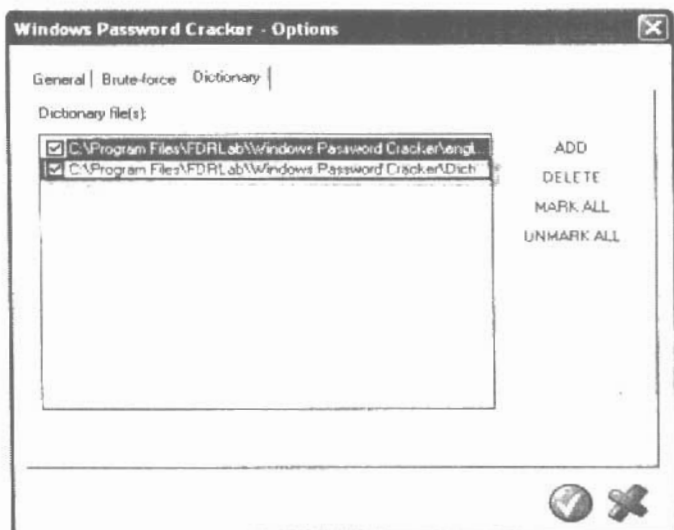 Windows Password Cracker - Options
General | Brute-force Dictionary |
Dictionary file(s):
C:\Program Files\FDRLab\Windows Password Cracker\engl...
C:\Program Files\FDRLab\Windows Password Cracker\Dict
ADD
DELETE
MARK ALL
UNMARK ALL